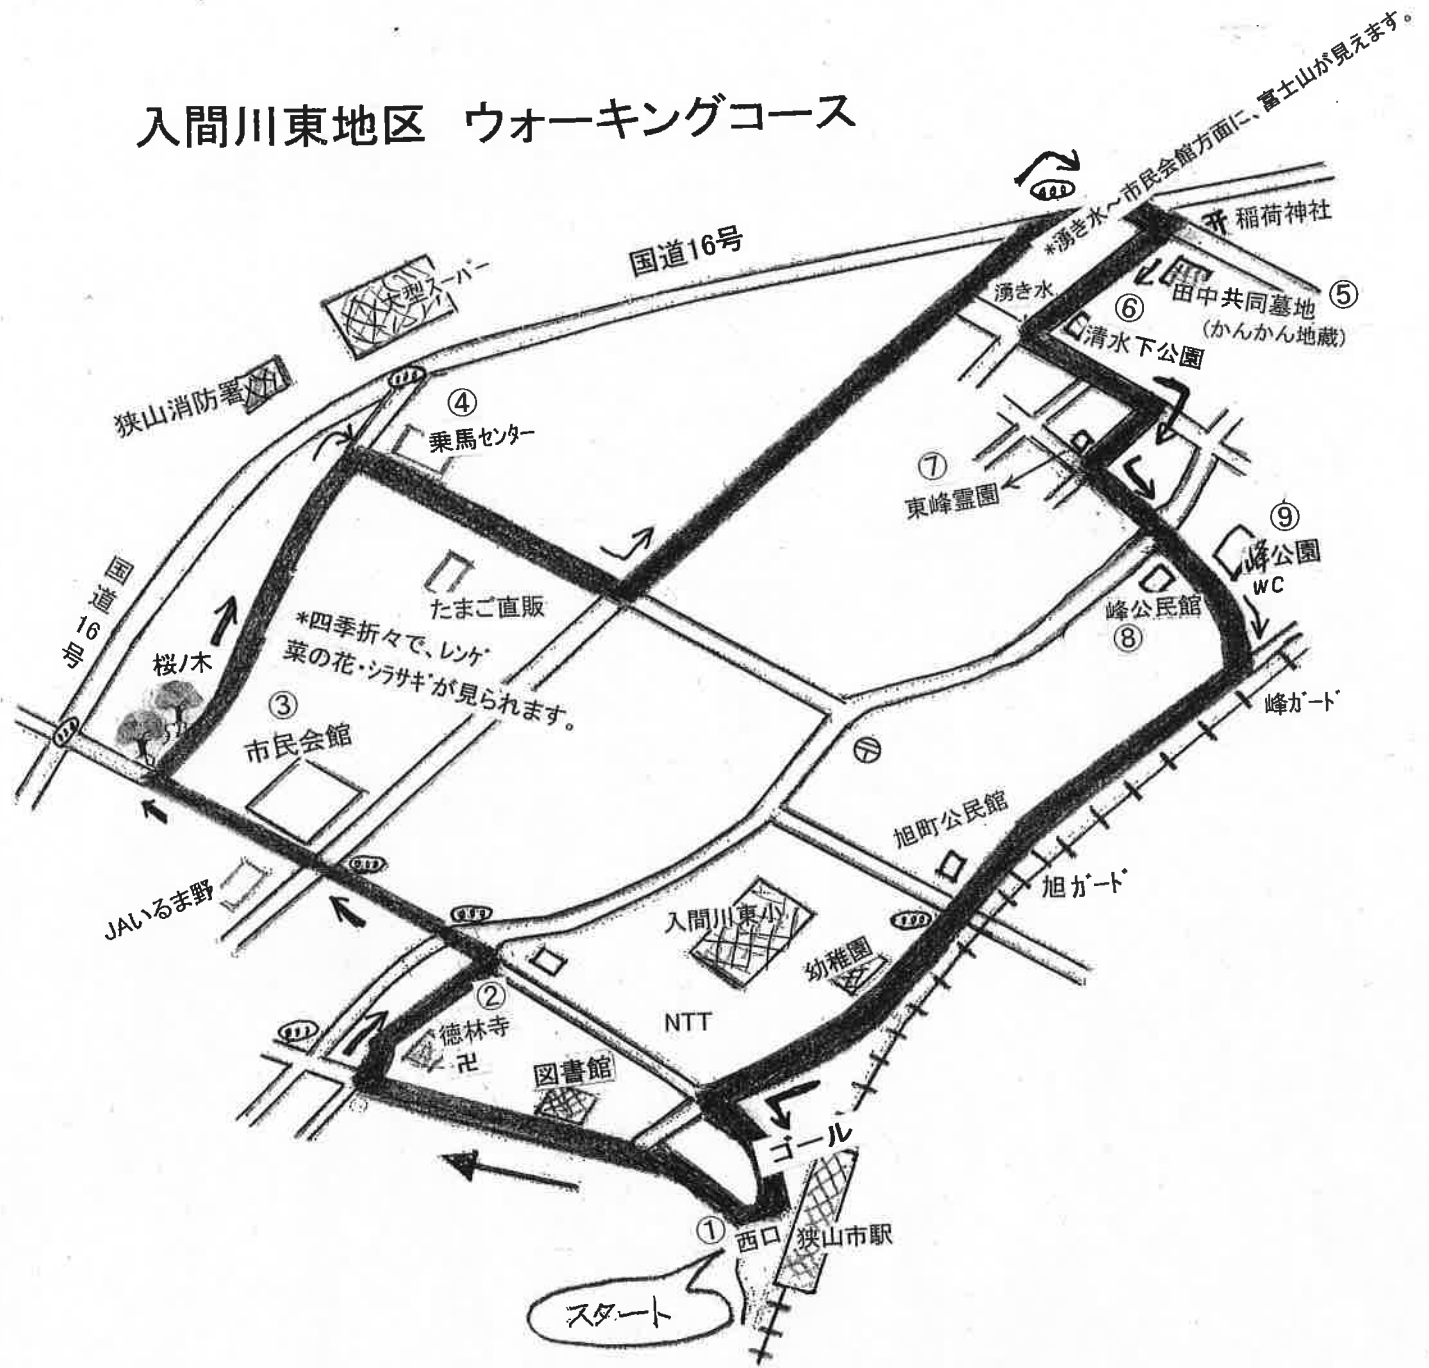 入間川東地区 ウォーキングコース
*湧き水～市民会館方面に、富士山が見えます。
国道16号
稲荷神社
大型スーパー
湧き水
⑤
田中共同墓地
(かんかん地蔵)
⑥
清水下公園
狭山消防署
④
乗馬センター
⑦
東峰霊園
⑨
峰公園
WC
国道16号
たまご直販
峰公民館
⑧
*四季折々で、レンゲ
菜の花・シラサギが見られます。
桜ノ木
③
市民会館
峰ガード
〒
旭町公民館
旭ガード
JAいるま野
入間川東小
幼稚園
②
徳林寺
卍
NTT
図書館
ゴール
①
西口
狭山市駅
スタート